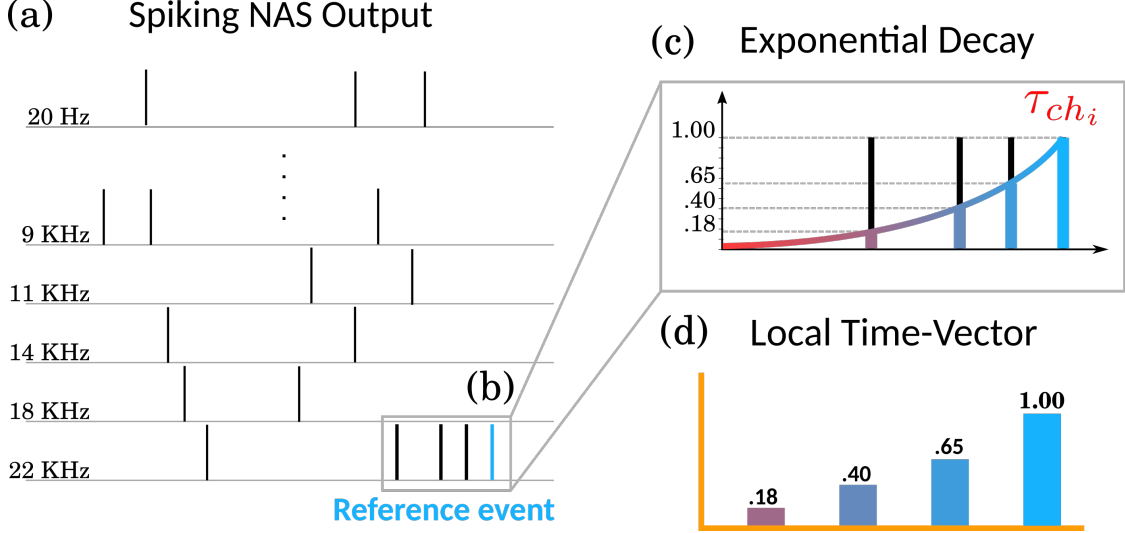 (a) Spiking NAS Output
20 Hz
9 KHz
11 KHz
14 KHz
18 KHz
22 KHz
(b)
Reference event
(c) Exponential Decay
τ_{ch_i}
1.00
.65
.40
.18
(d) Local Time-Vector
.18
.40
.65
1.00